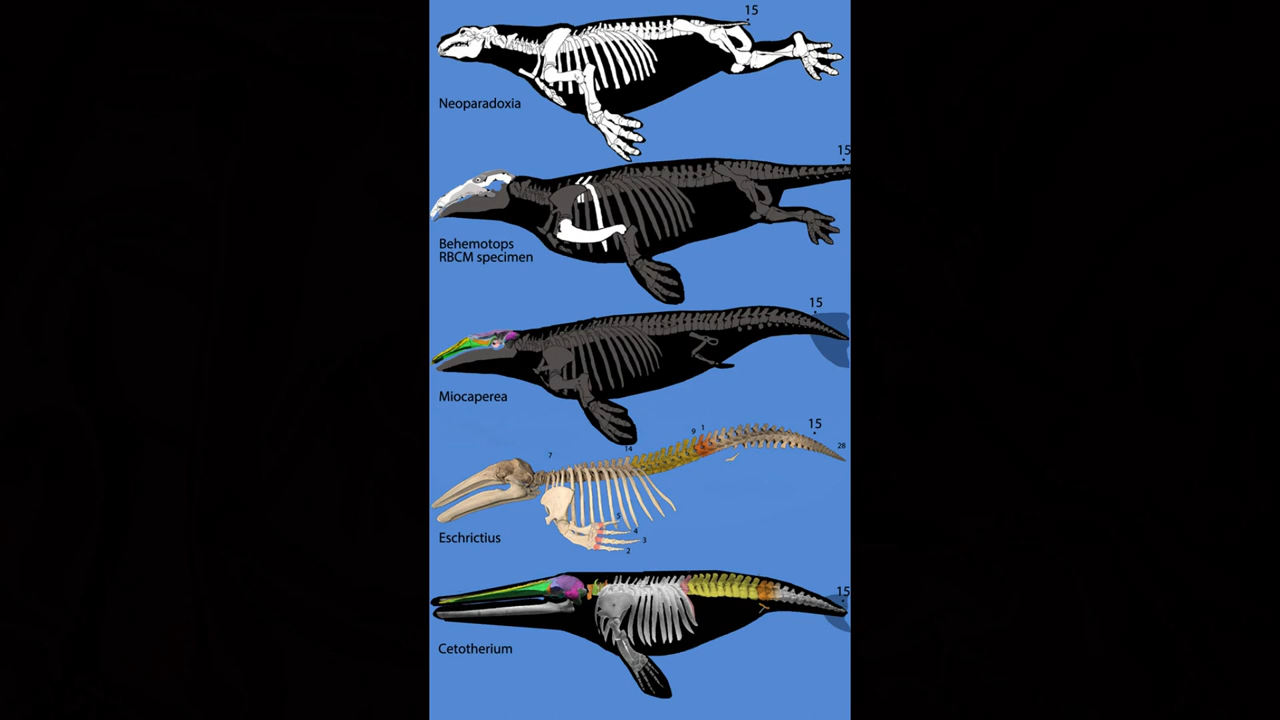 15
Neoparadoxia
15
Behemotops
RBCM specimen
15
Miocaperea
15
9 1
14
7
28
5
4
3
2
Eschrictius
15
Cetotherium